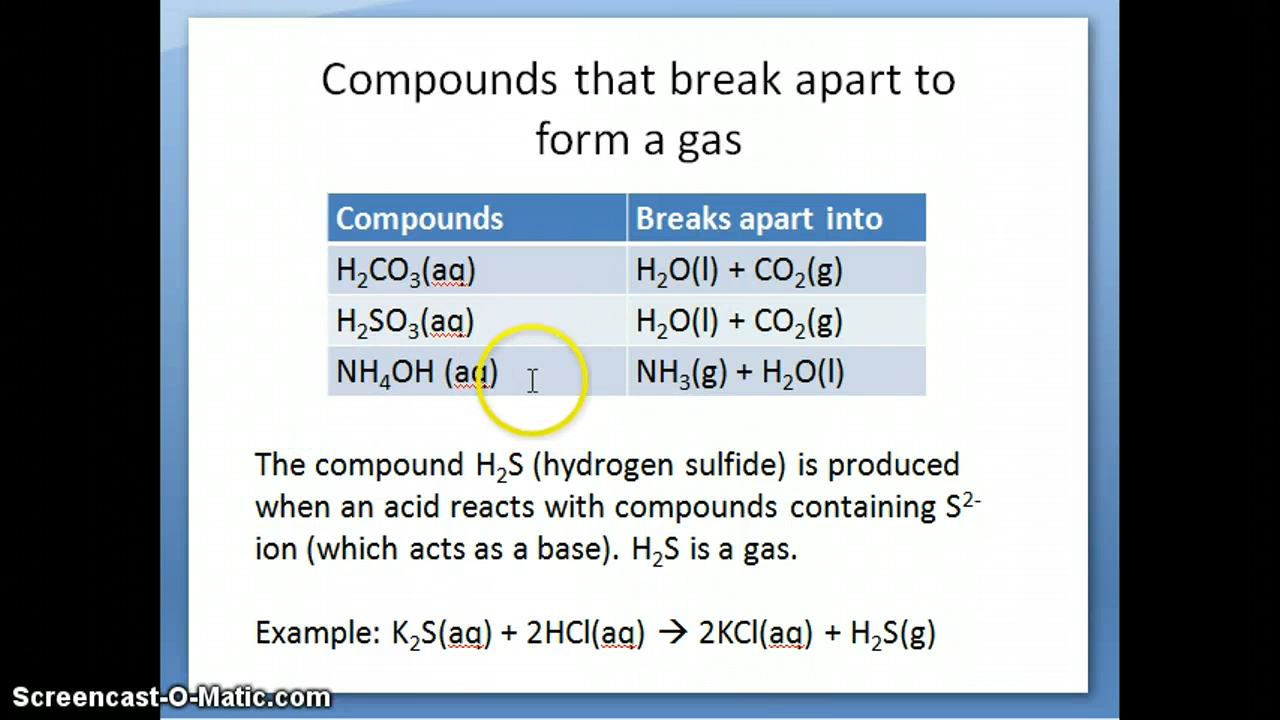 Compounds that break apart to
form a gas
Compounds Breaks apart into
H₂CO₃(aq) H₂O(l) + CO₂(g)
H₂SO₃(aq) H₂O(l) + CO₂(g)
NH₄OH (aq) NH₃(g) + H₂O(l)
The compound H₂S (hydrogen sulfide) is produced
when an acid reacts with compounds containing S²⁻
ion (which acts as a base). H₂S is a gas.
Example: K₂S(aq) + 2HCl(aq) → 2KCl(aq) + H₂S(g)
Screencast-O-Matic.com